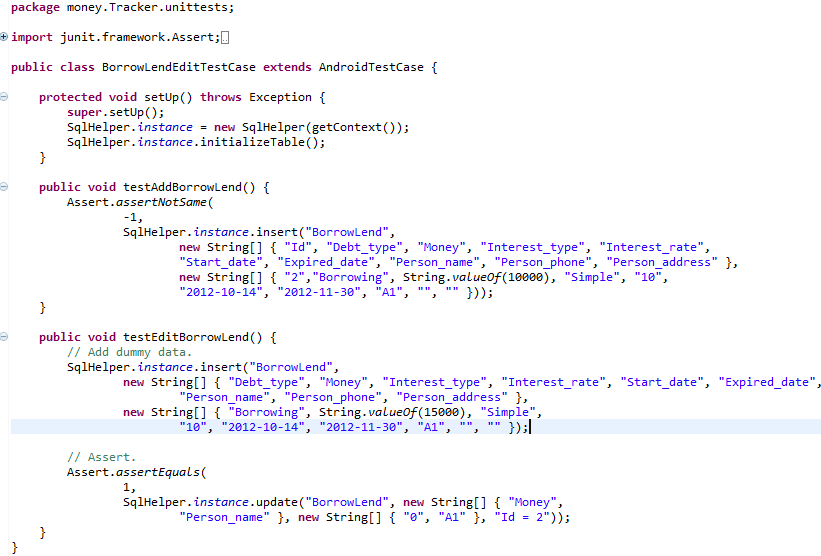 package money.Tracker.unittests;
import junit.framework.Assert;
public class BorrowLendEditTestCase extends AndroidTestCase {
protected void setUp() throws Exception {
super.setUp();
SqlHelper.instance = new SqlHelper(getContext());
SqlHelper.instance.initializeTable();
}
public void testAddBorrowLend() {
Assert.assertNotSame(
-1,
SqlHelper.instance.insert("BorrowLend",
new String[] { "Id", "Debt_type", "Money", "Interest_type", "Interest_rate",
"Start_date", "Expired_date", "Person_name", "Person_phone", "Person_address" },
new String[] { "2","Borrowing", String.valueOf(10000), "Simple", "10",
"2012-10-14", "2012-11-30", "A1", "", "" }));
}
public void testEditBorrowLend() {
// Add dummy data.
SqlHelper.instance.insert("BorrowLend",
new String[] { "Debt_type", "Money", "Interest_type", "Interest_rate", "Start_date", "Expired_date",
"Person_name", "Person_phone", "Person_address" },
new String[] { "Borrowing", String.valueOf(15000), "Simple",
"10", "2012-10-14", "2012-11-30", "A1", "", "" });
// Assert.
Assert.assertEquals(
1,
SqlHelper.instance.update("BorrowLend", new String[] { "Money",
"Person_name" }, new String[] { "0", "A1" }, "Id = 2"));
}
}